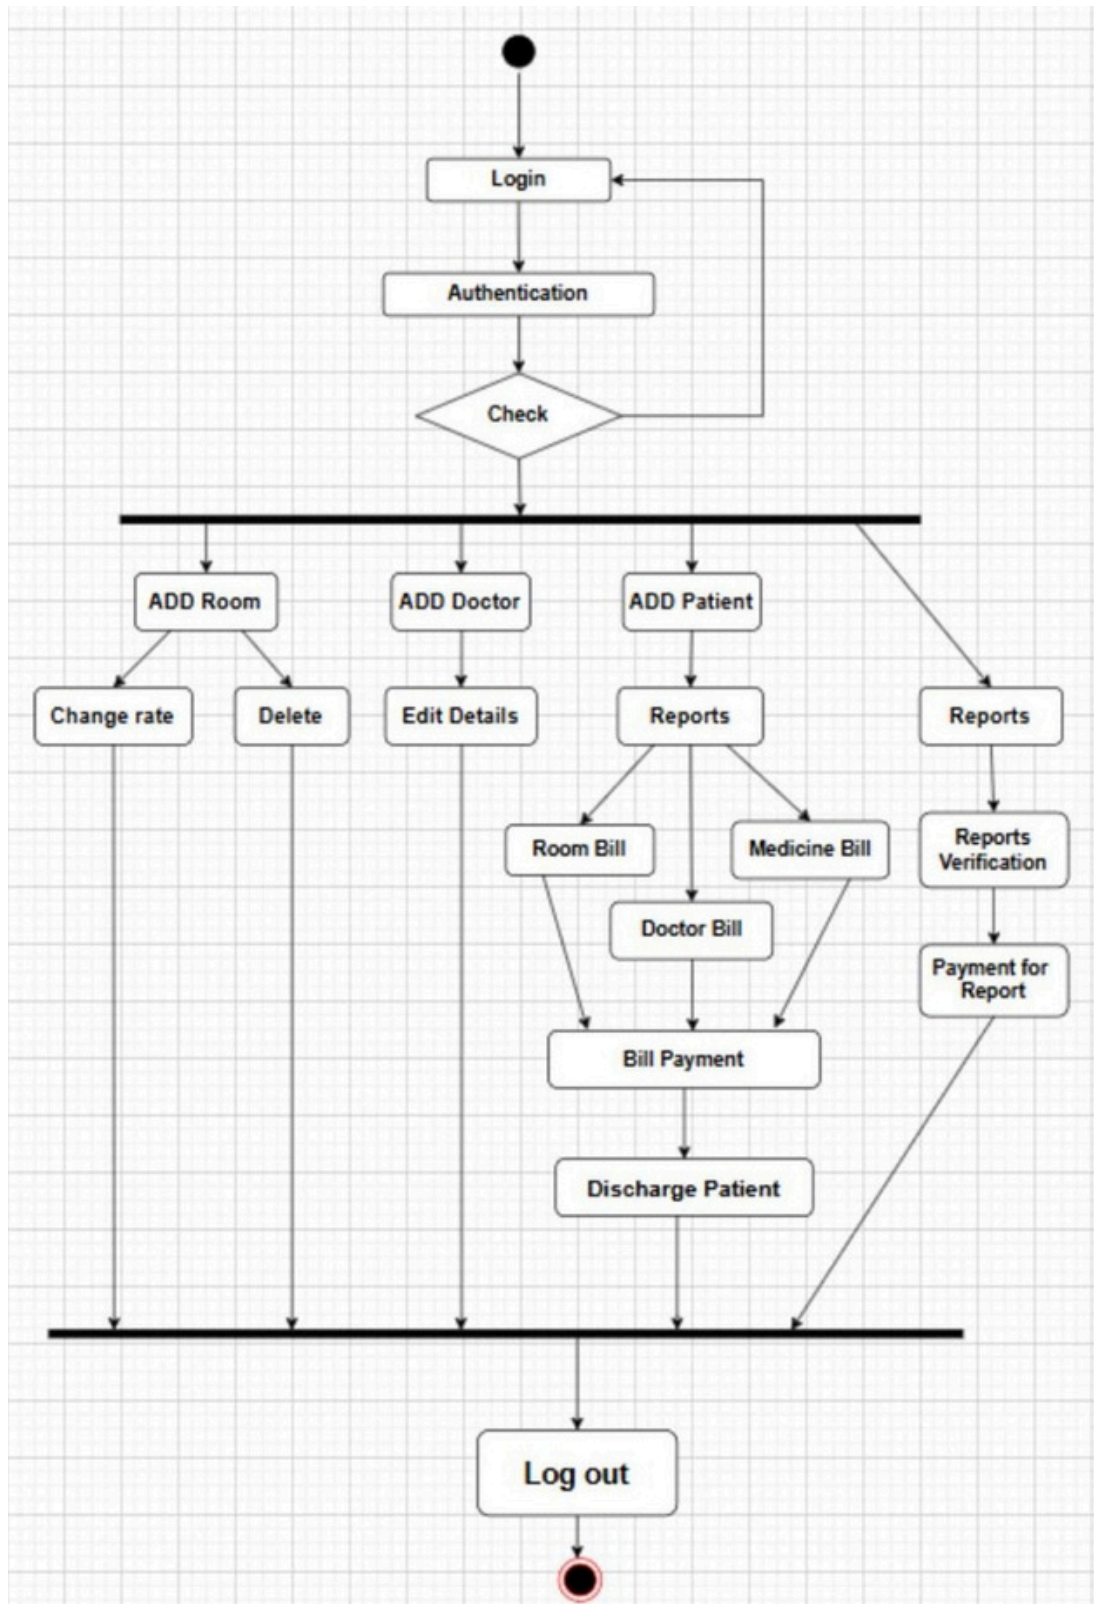 Login
Authentication
Check
ADD Room
ADD Doctor
ADD Patient
Change rate
Delete
Edit Details
Reports
Reports
Room Bill
Medicine Bill
Reports
Verification
Doctor Bill
Payment for
Report
Bill Payment
Discharge Patient
Log out